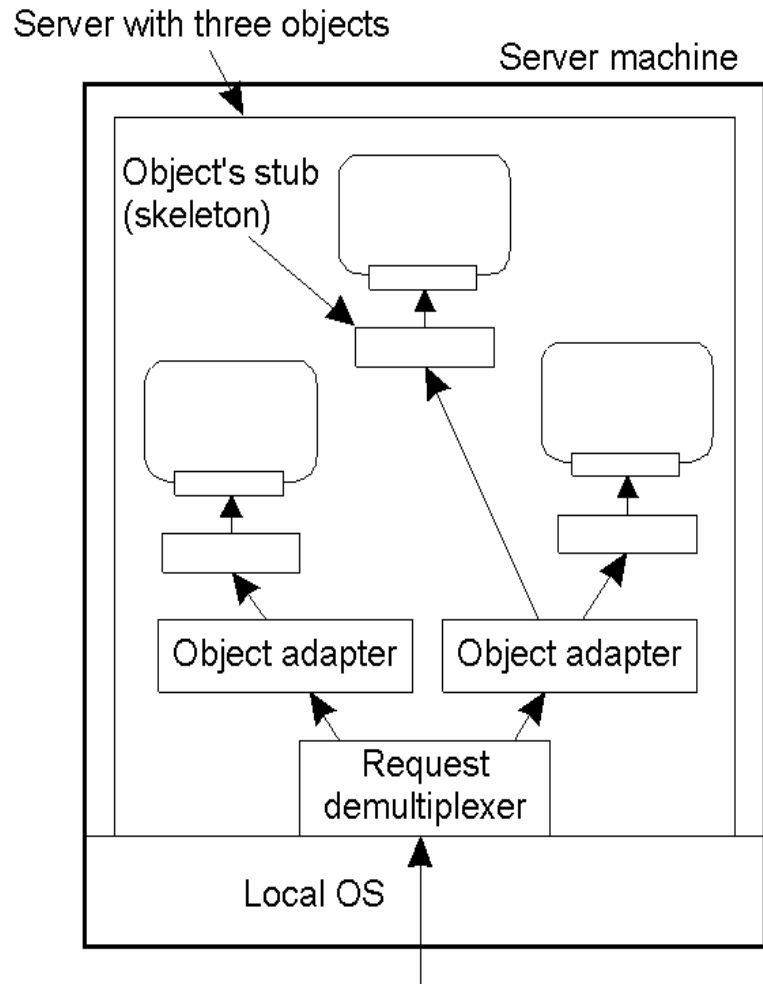 Server with three objects
Server machine
Object's stub
(skeleton)
Object adapter
Object adapter
Request
demultiplexer
Local OS